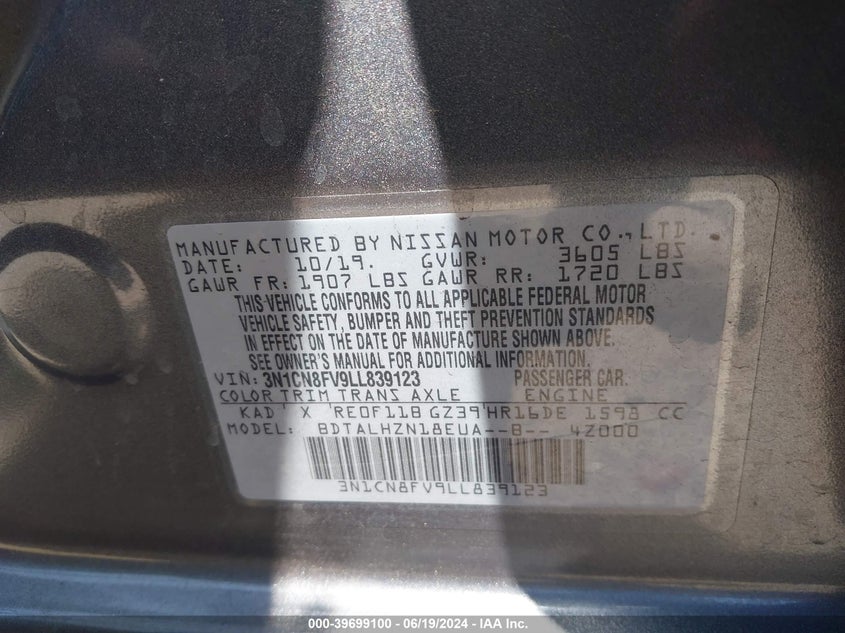 MANUFACTURED BY NISSAN MOTOR CO., LTD.
DATE: 10/19. GVWR: 3605 LBS
GAWR FR: 1907 LBS GAWR RR: 1720 LBS
THIS VEHICLE CONFORMS TO ALL APPLICABLE FEDERAL MOTOR
VEHICLE SAFETY, BUMPER AND THEFT PREVENTION STANDARDS
IN EFFECT ON THE DATE OF MANUFACTURE SHOWN ABOVE.
SEE OWNER'S MANUAL FOR ADDITIONAL INFORMATION.
VIN: 3N1CN8FV9LL839123 PASSENGER CAR.
COLOR TRIM TRANS AXLE ENGINE
KAD' X 'RE0F11B GZ39'HR16DE 1598 CC
MODEL: BDTALHZN18EUA--B-- 4Z000
3N1CN8FV9LL839123
000-39699100 - 06/19/2024 - IAA Inc.